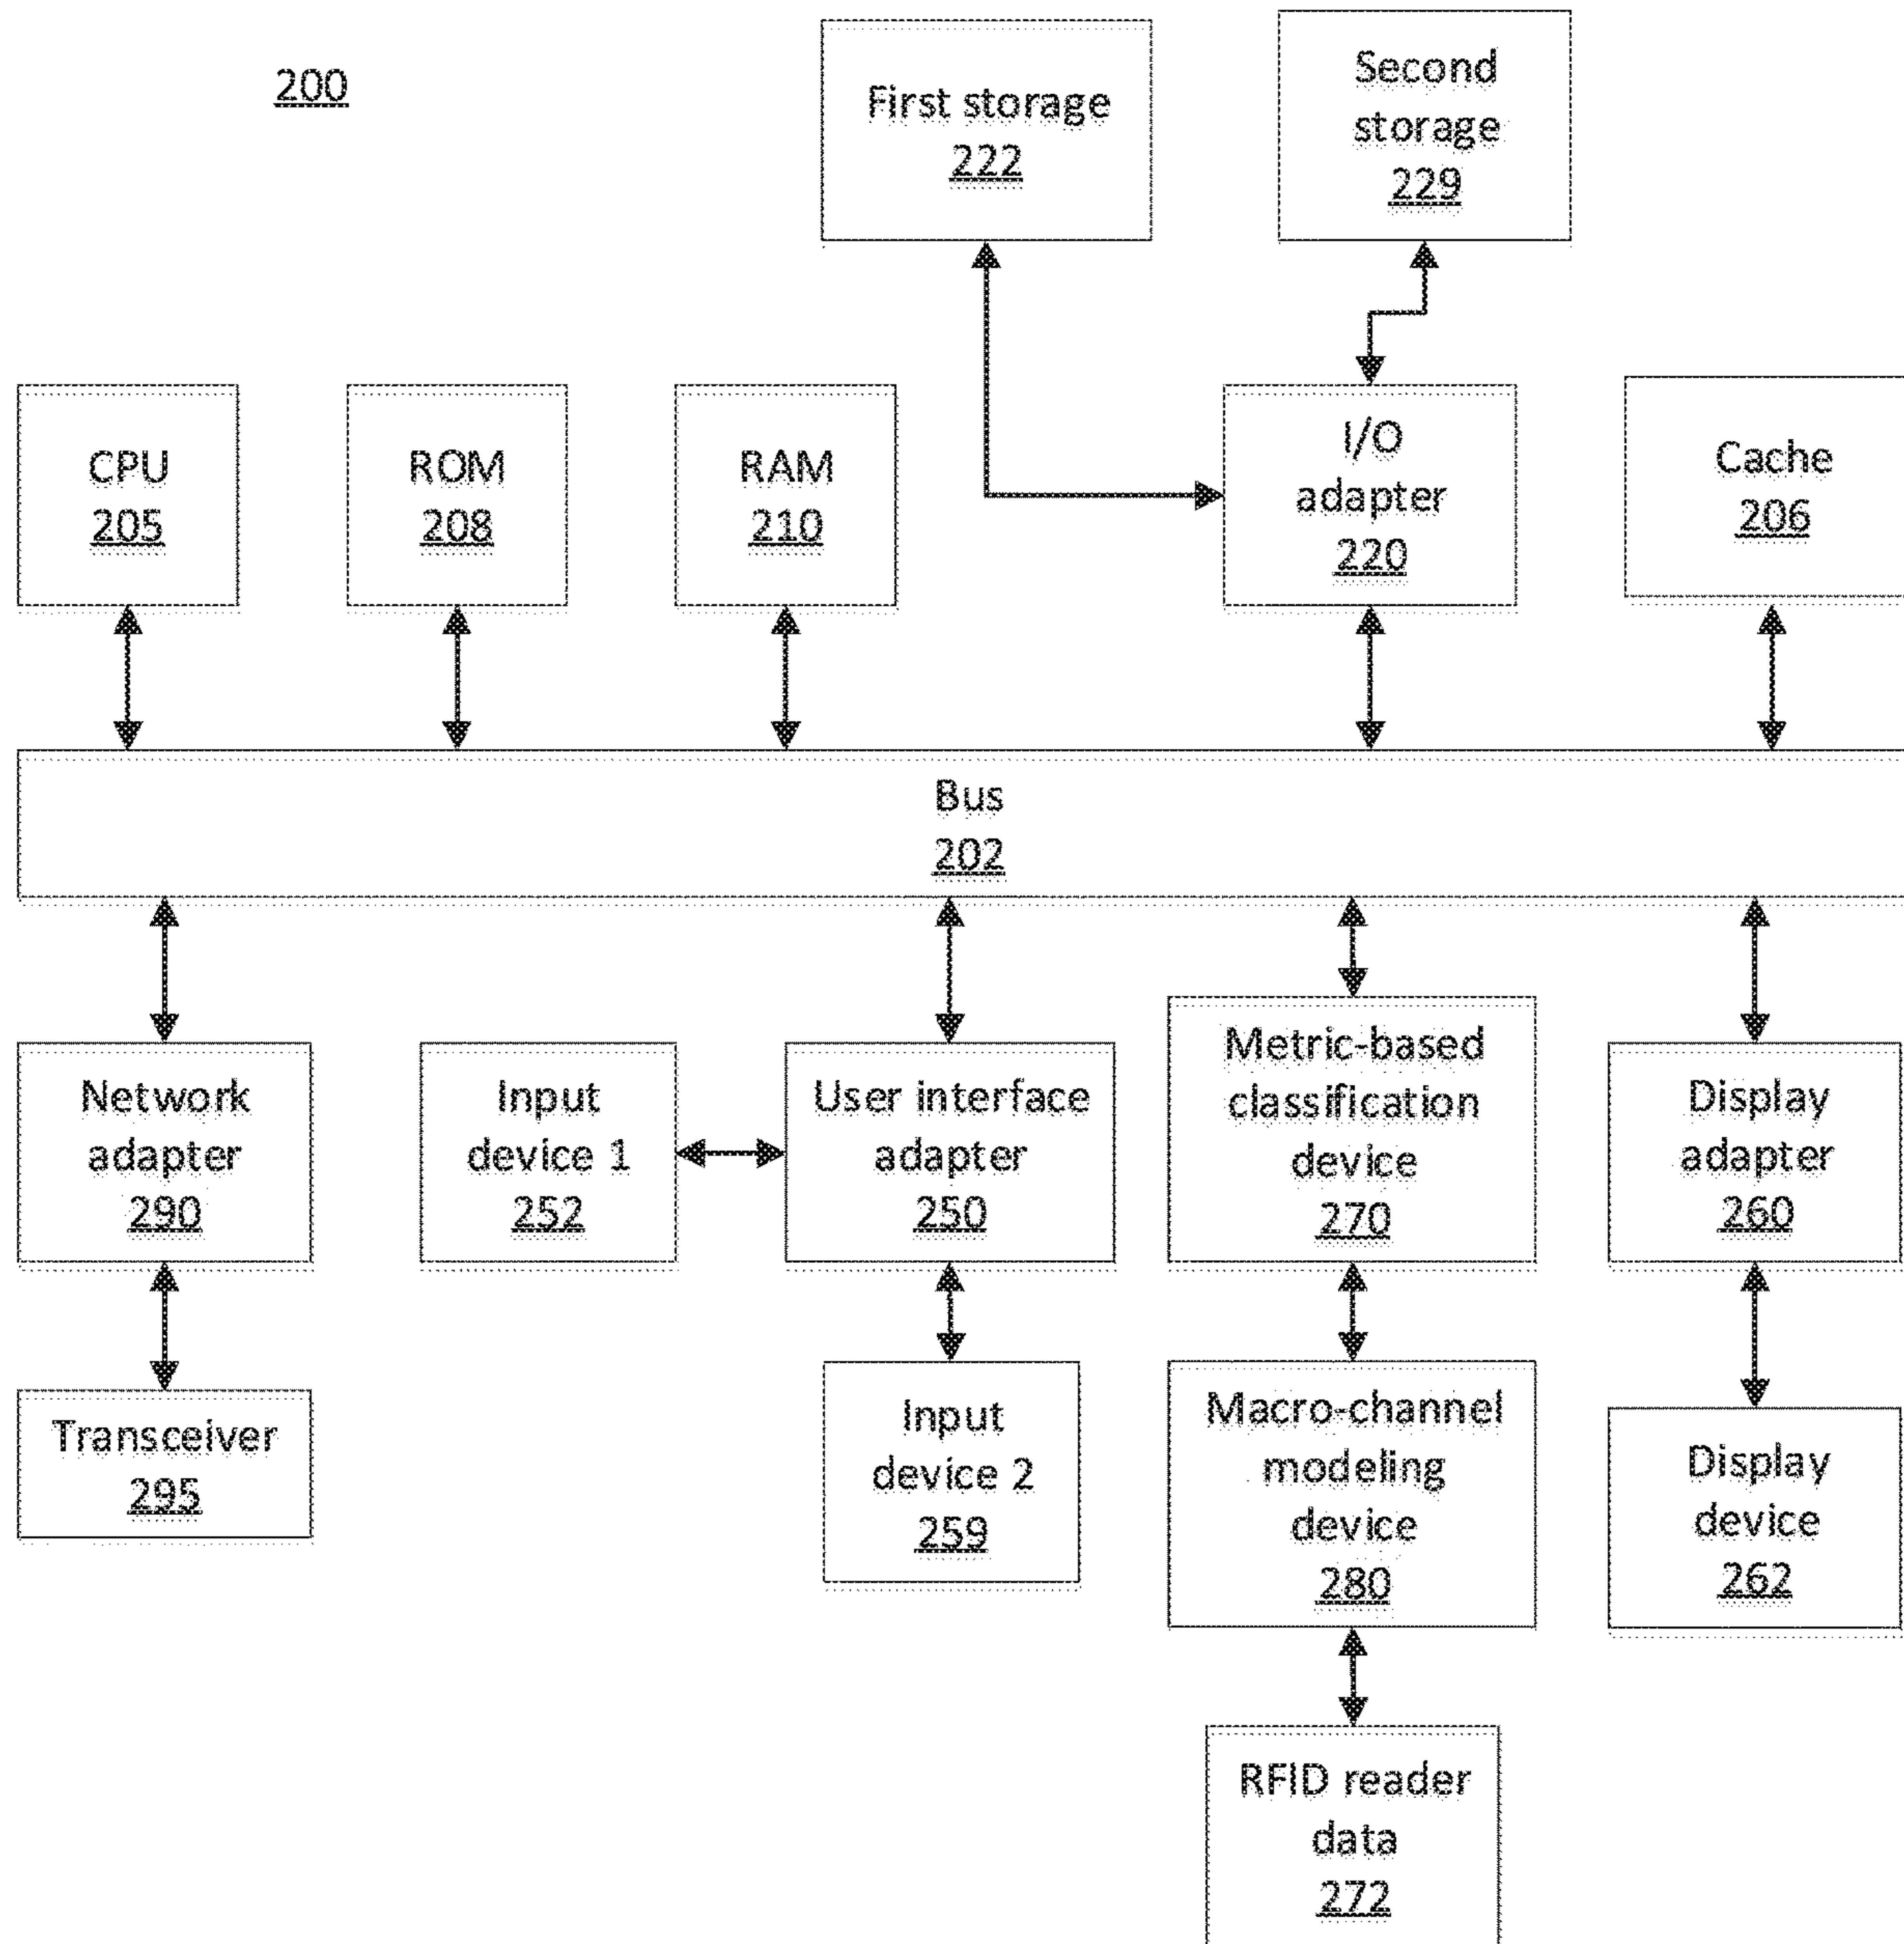 200
First storage
222
Second
storage
229
CPU
205
ROM
208
RAM
210
I/O
adapter
220
Cache
206
Bus
202
Network
adapter
290
Input
device 1
252
User interface
adapter
250
Metric-based
classification
device
270
Display
adapter
260
Transceiver
295
Input
device 2
259
Macro-channel
modeling
device
280
Display
device
262
RFID reader
data
272